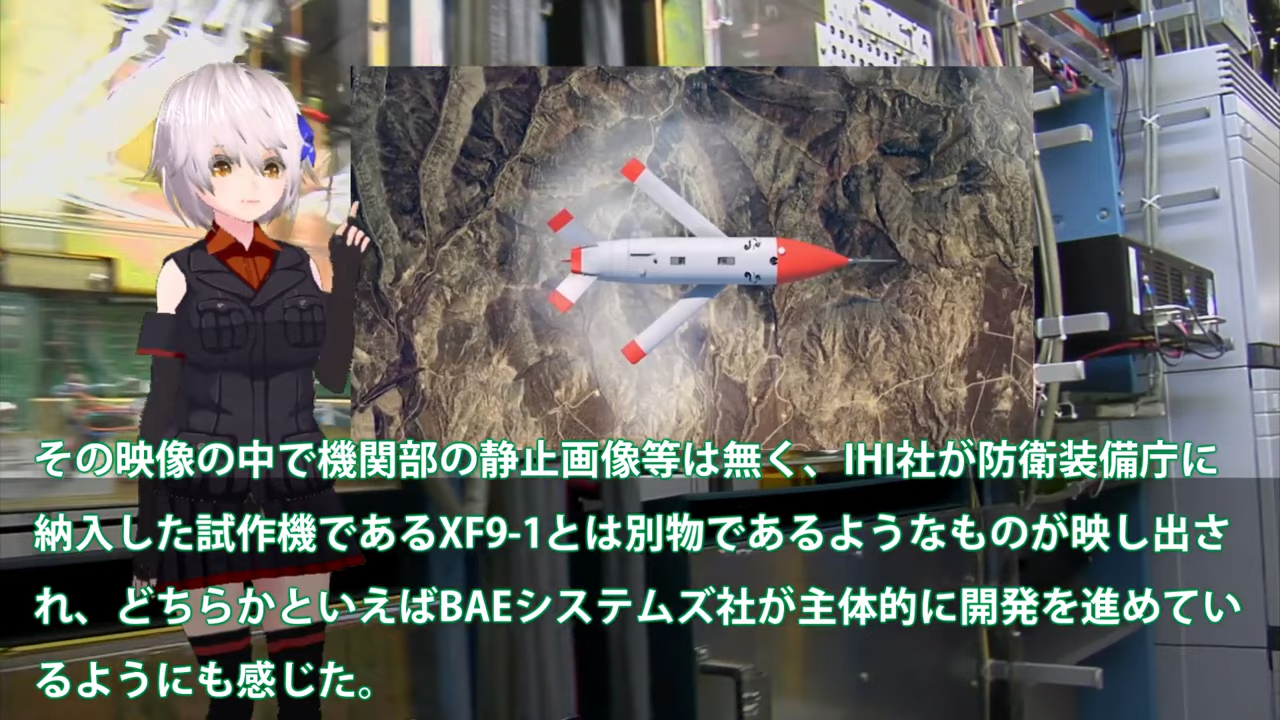 その映像の中で機関部の静止画像等は無く、IHI社が防衛装備庁に
納入した試作機であるXF9-1とは別物であるようなものが映し出さ
れ、どちらかといえばBAEシステムズ社が主体的に開発を進めてい
るようにも感じた。